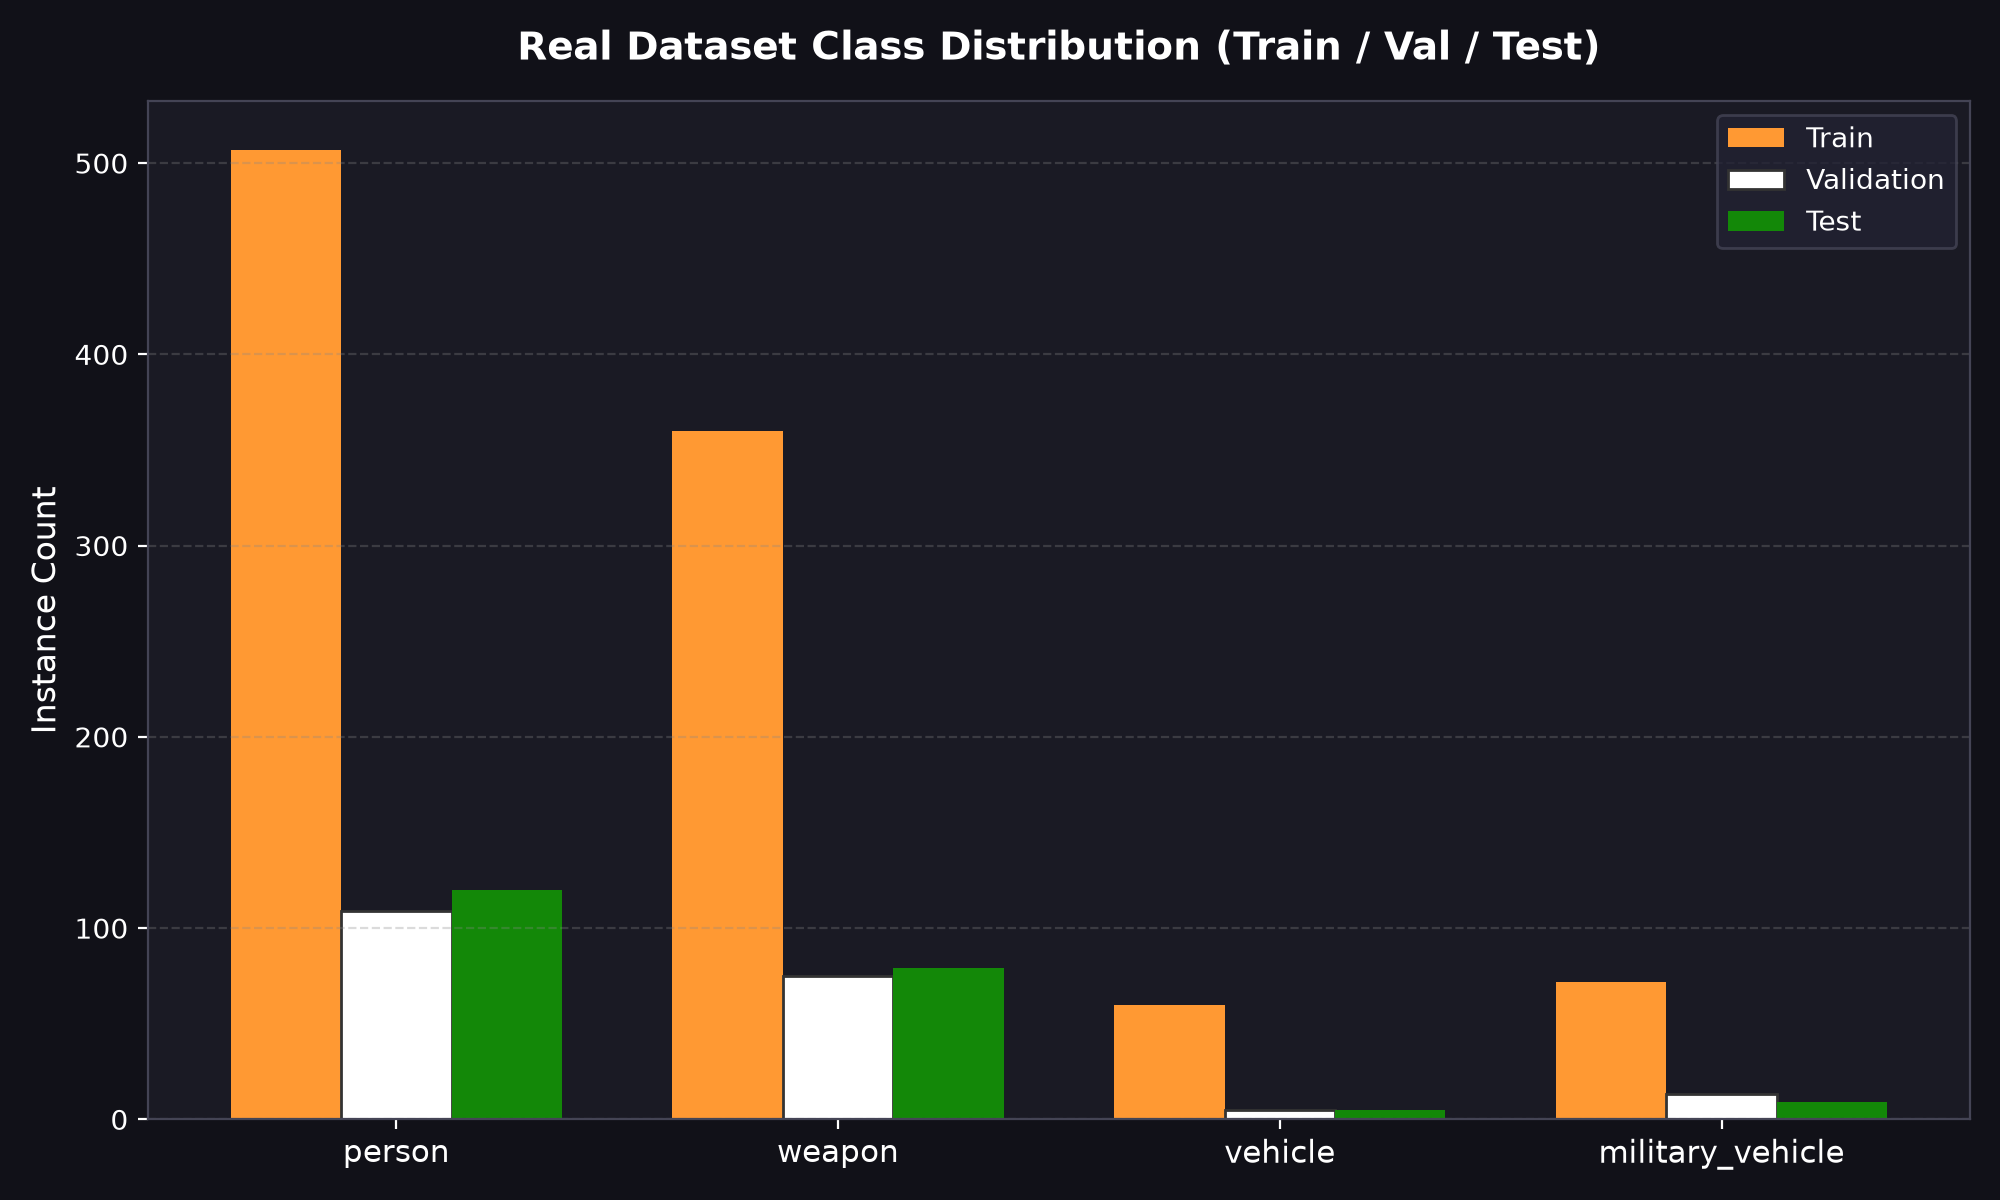 Real Dataset Class Distribution (Train / Val / Test)
Train
Validation
Test
Instance Count
500
400
300
200
100
0
person
weapon
vehicle
military_vehicle